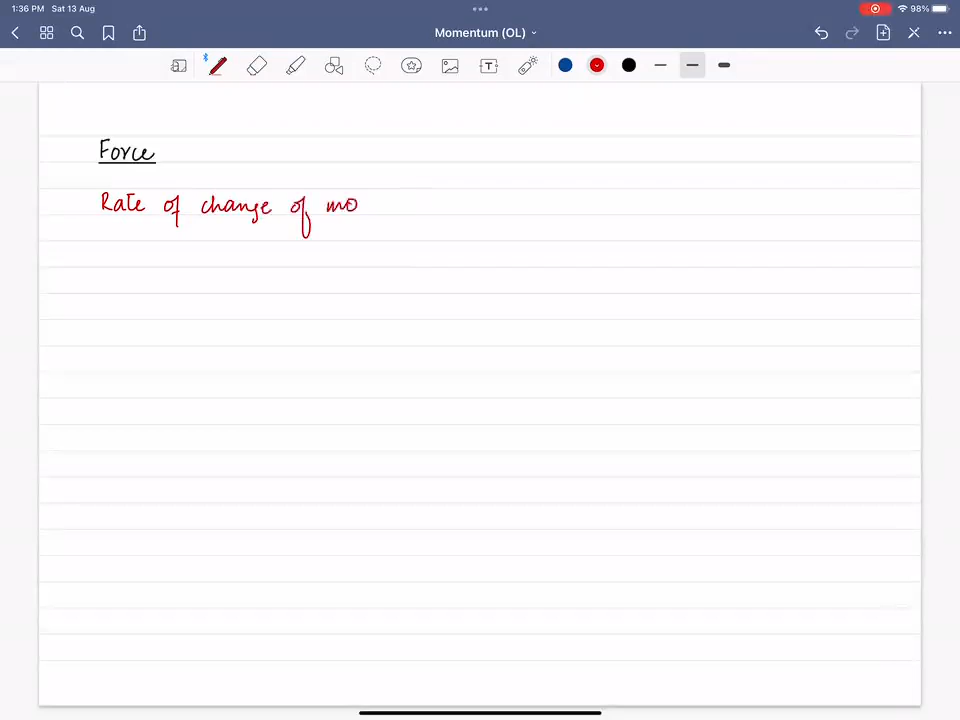 1:36 PM Sat 13 Aug
98%
Momentum (OL)
T
Force
Rate of change of mo